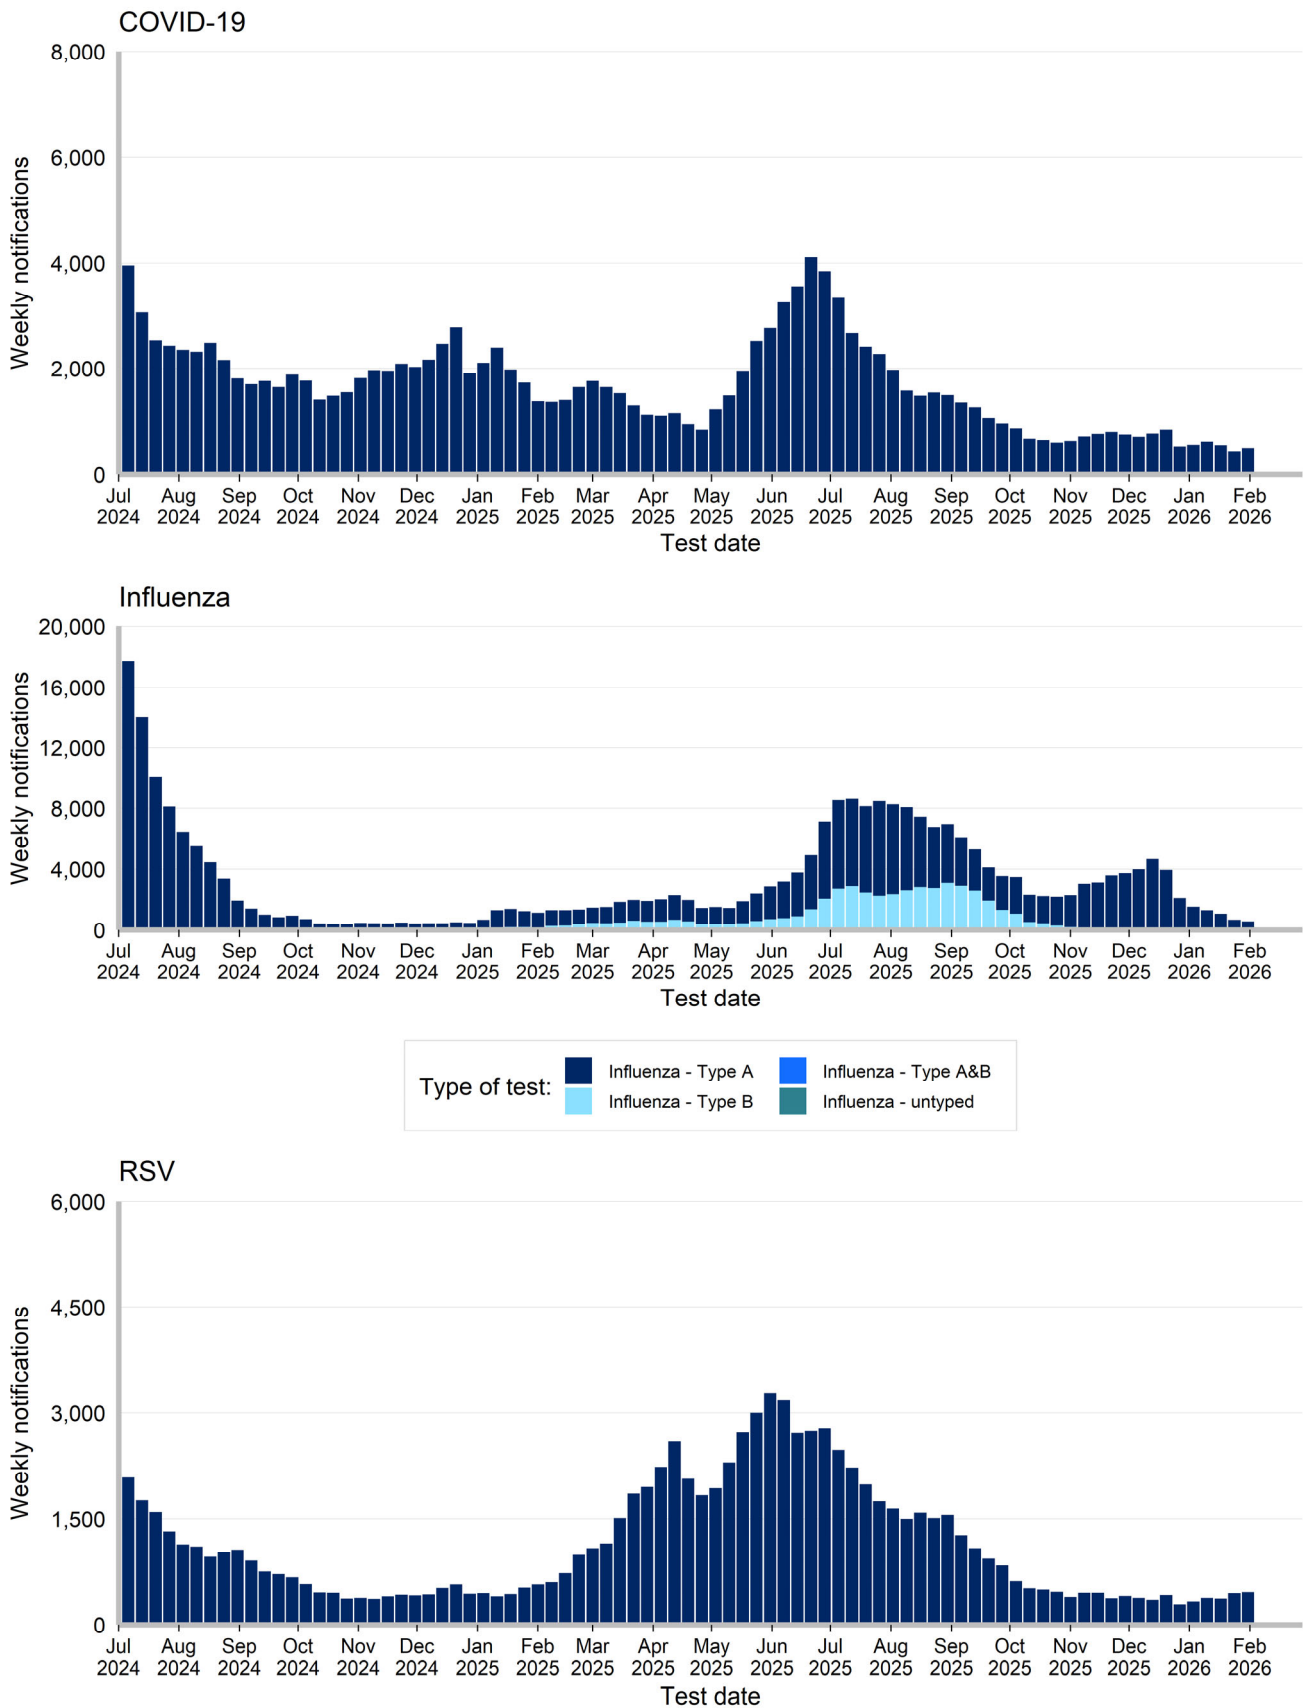 COVID-19
8,000
6,000
4,000
2,000
0
Weekly notifications
Jul Aug Sep Oct Nov Dec Jan Feb Mar Apr May Jun Jul Aug Sep Oct Nov Dec Jan Feb
2024 2024 2024 2024 2024 2024 2025 2025 2025 2025 2025 2025 2025 2025 2025 2025 2025 2025 2026 2026
Test date
Influenza
20,000
16,000
12,000
8,000
4,000
0
Weekly notifications
Jul Aug Sep Oct Nov Dec Jan Feb Mar Apr May Jun Jul Aug Sep Oct Nov Dec Jan Feb
2024 2024 2024 2024 2024 2024 2025 2025 2025 2025 2025 2025 2025 2025 2025 2025 2025 2025 2026 2026
Test date
Type of test:
Influenza - Type A
Influenza - Type B
Influenza - Type A&B
Influenza - untyped
RSV
6,000
4,500
3,000
1,500
0
Weekly notifications
Jul Aug Sep Oct Nov Dec Jan Feb Mar Apr May Jun Jul Aug Sep Oct Nov Dec Jan Feb
2024 2024 2024 2024 2024 2024 2025 2025 2025 2025 2025 2025 2025 2025 2025 2025 2025 2025 2026 2026
Test date